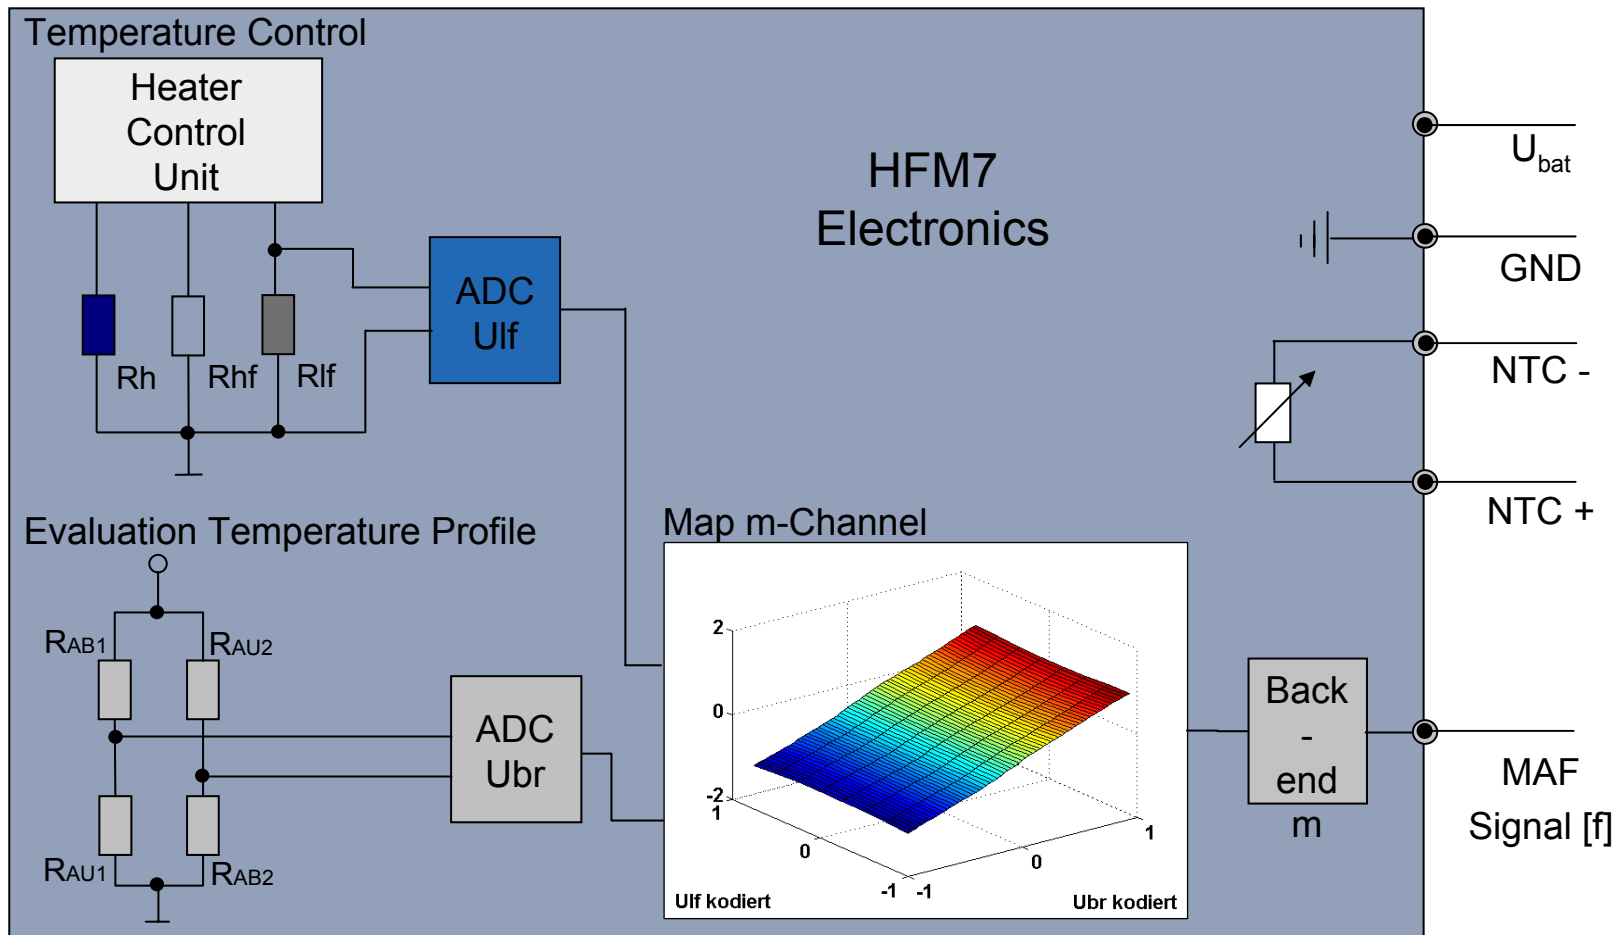 Temperature Control
Heater
Control
Unit
HFM7
Electronics
U_bat
GND
ADC
Ulf
Rh
Rhf
Rlf
NTC -
NTC +
Evaluation Temperature Profile
Map m-Channel
RAB1
RAU2
ADC
Ubr
RAU1
RAB2
2
0
-2
1
0
-1
-1
0
1
Ulf kodiert
Ubr kodiert
Back
-
end
m
MAF
Signal [f]